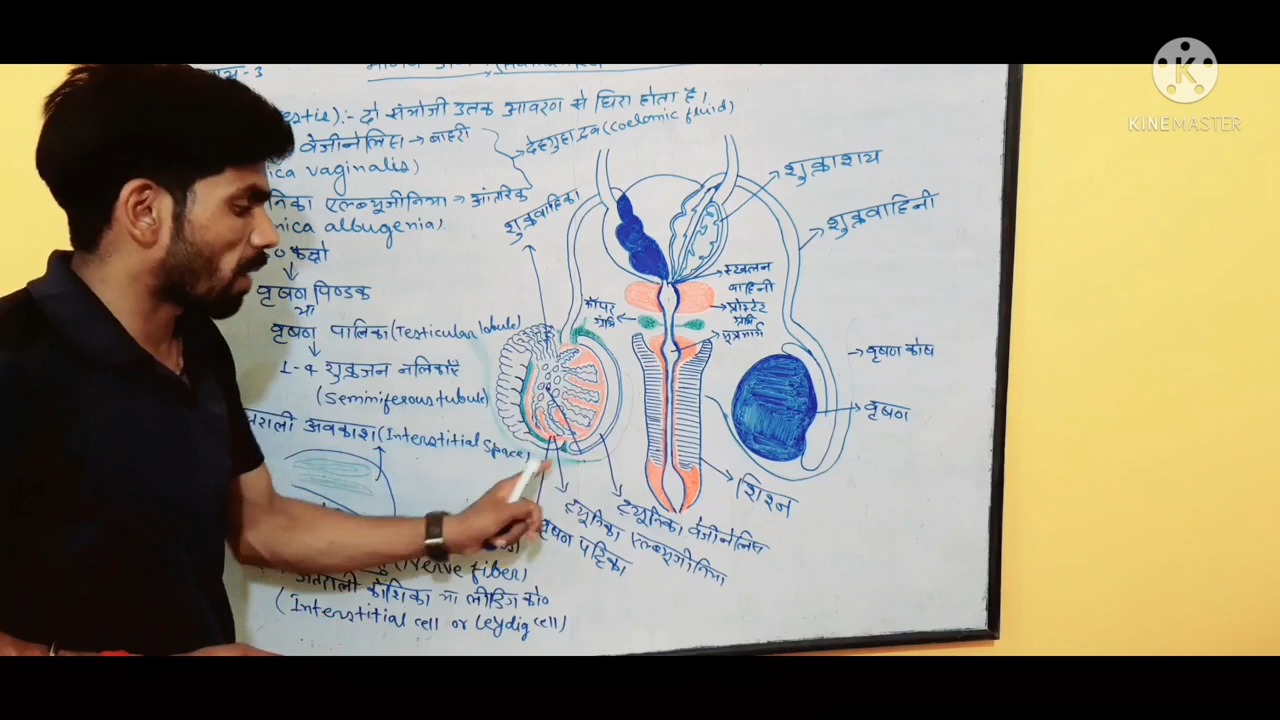 estis):- दो संयोजी उतक आवरण से घिरा होता है।
वेजीनेलिस → बाहरी
देहगुहा द्रव (Coelomic fluid)
ica vaginalis)
निका एल्ब्यूजीनिया → आंतरिक
nica albugenia)
वृषण पिण्डक
या
वृषण पालिका (Testicular lobule)
1-4 शुक्रजन नलिकाएँ
(Seminiferous tubule)
तराली अवकाश (Interstitial Space)
(Nerve fiber)
अंतराली कोशिका या लीडिग को०
(Interstitial cell or Leydig cell)
शुक्रवाहिका
शुक्राशय
शुक्रवाहिनी
स्खलन
वाहिनी
प्रोस्टेट
ग्रंथि
मूत्रमार्ग
कॉपर
ग्रंथि
वृषण कोष
वृषण
शिश्न
ट्यूनिका वेजीनेलिस
ट्यूनिका एल्ब्यूजीनिया
वृषण पट्टिका
KINEMASTER